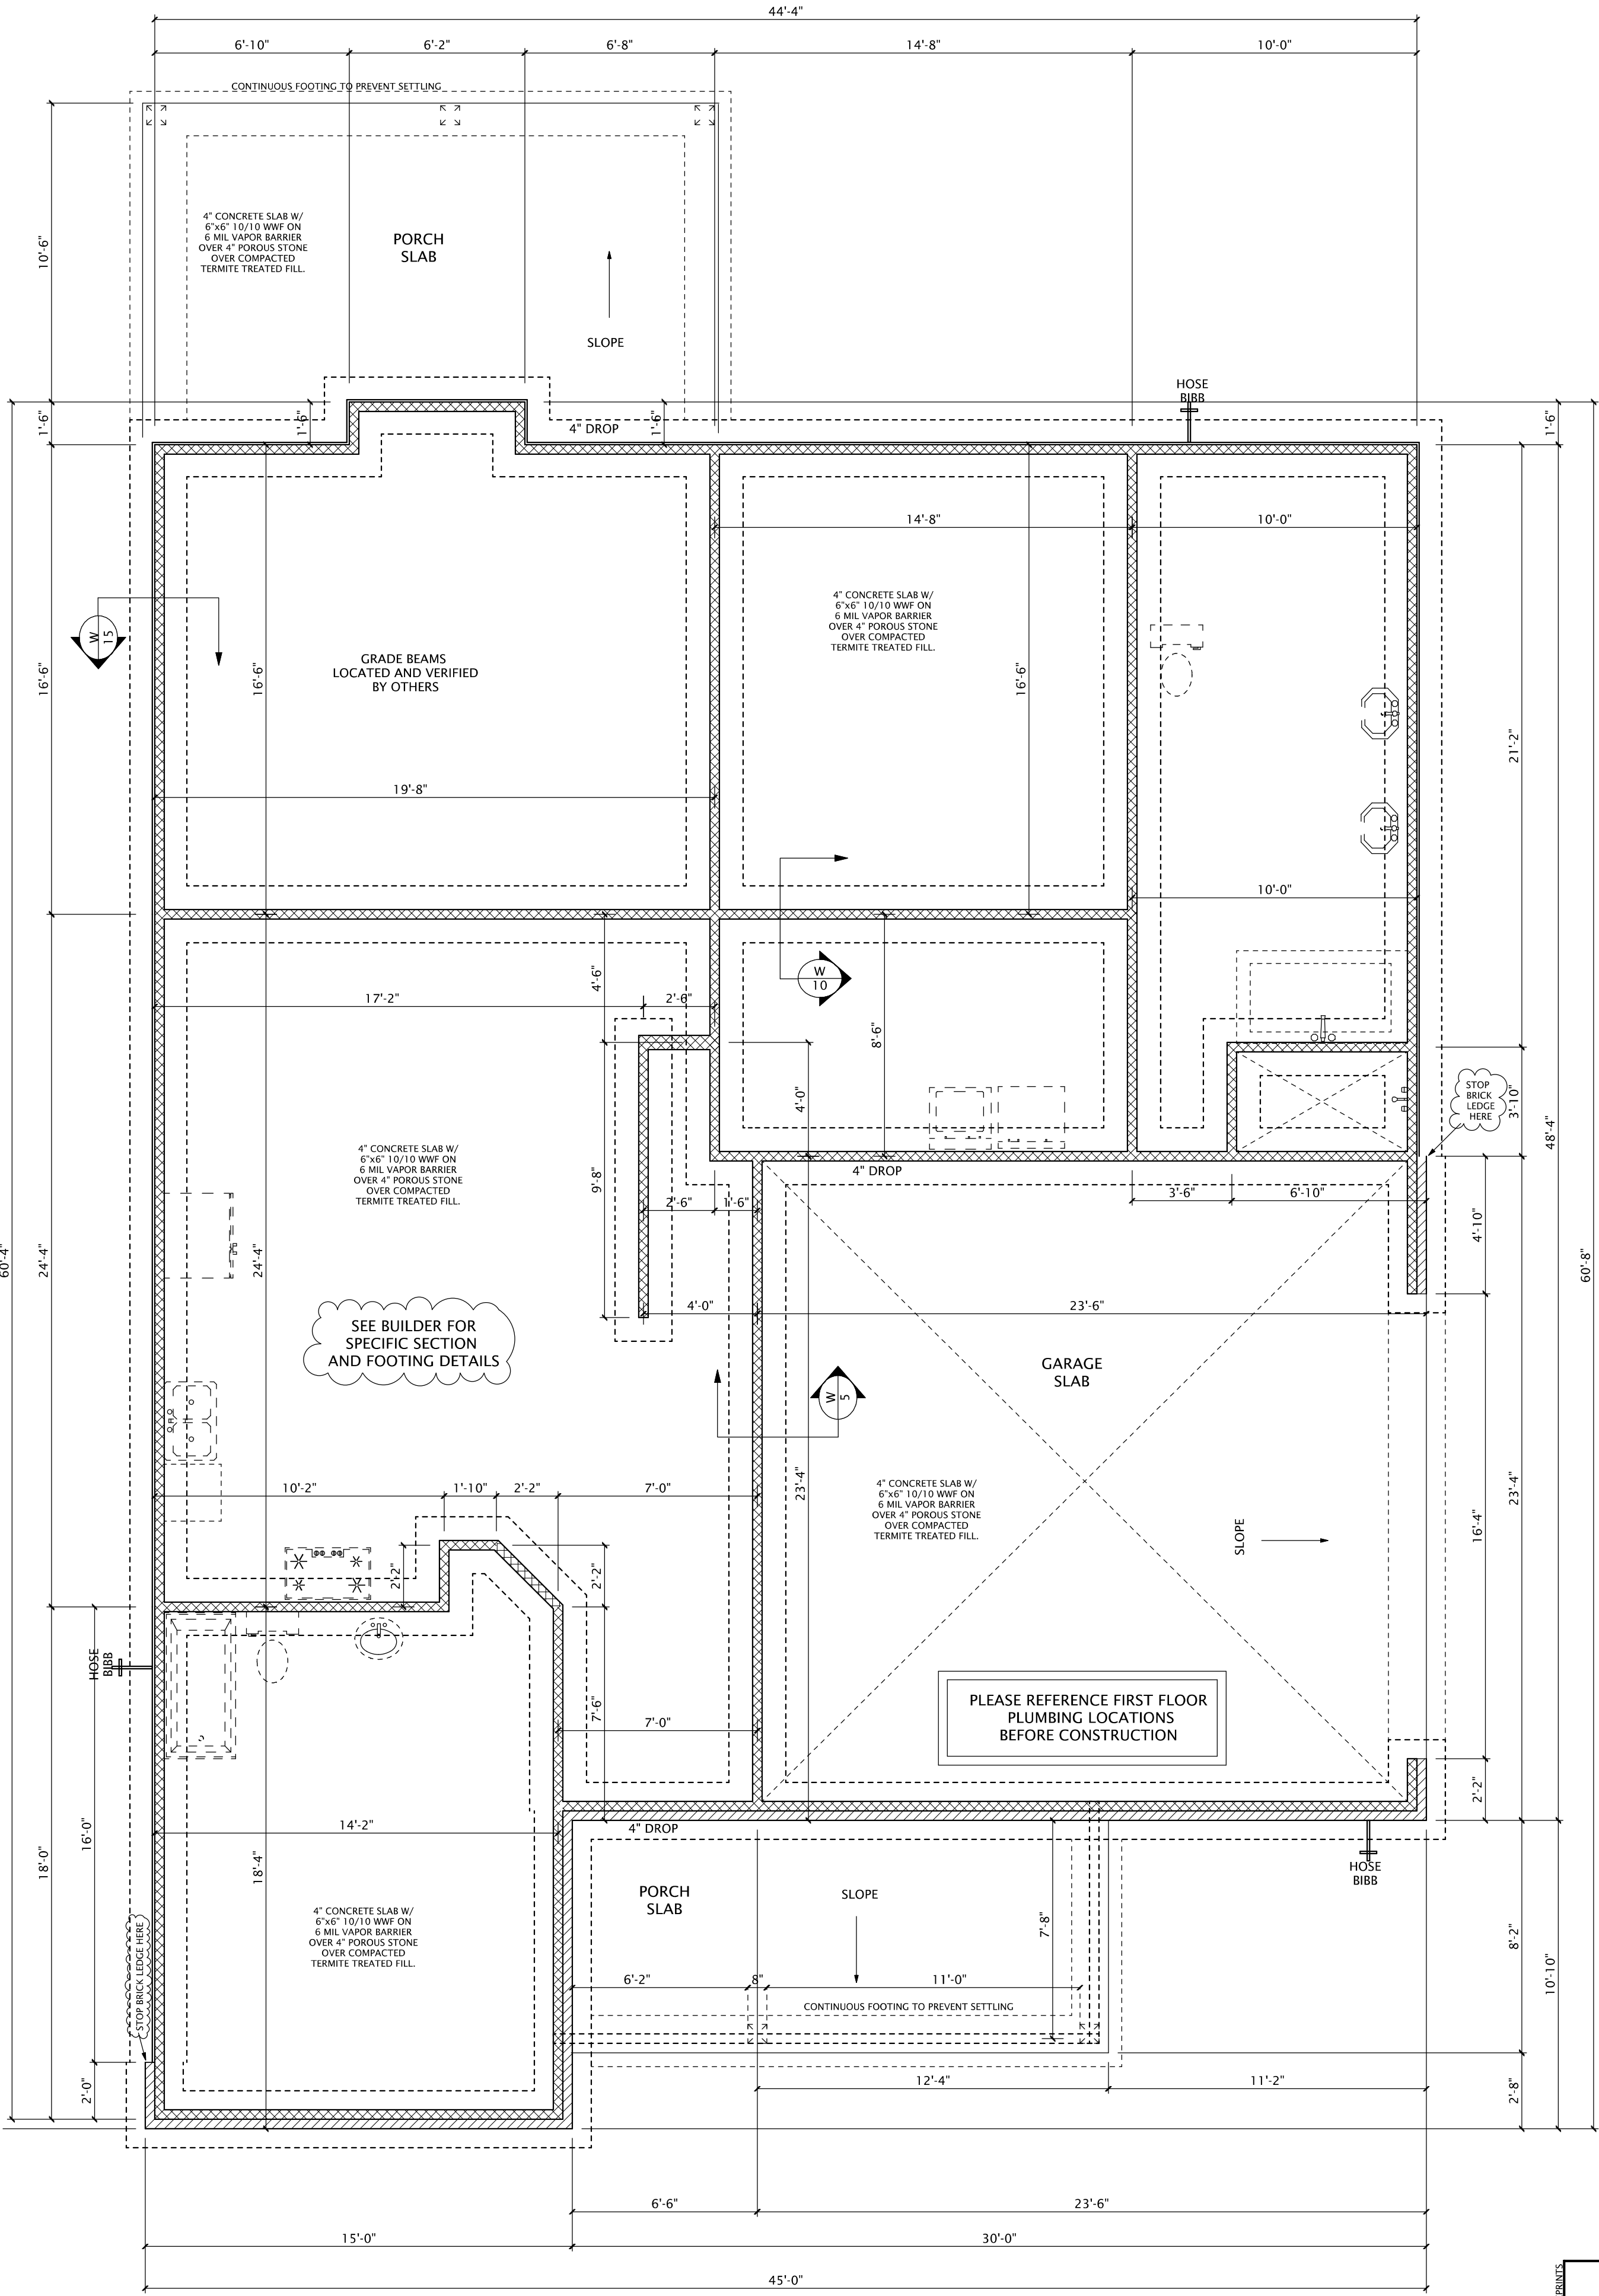 44'-4"
6'-10" 6'-2" 6'-8" 14'-8" 10'-0"
CONTINUOUS FOOTING TO PREVENT SETTLING
10'-6"
4" CONCRETE SLAB W/
6"x6" 10/10 WWF ON
6 MIL VAPOR BARRIER
OVER 4" POROUS STONE
OVER COMPACTED
TERMITE TREATED FILL.
PORCH
SLAB
SLOPE
HOSE
BIBB
1'-6"
1'-6"
1'-6"
1'-6"
4" DROP
14'-8"
10'-0"
W
15
16'-6"
16'-6"
GRADE BEAMS
LOCATED AND VERIFIED
BY OTHERS
4" CONCRETE SLAB W/
6"x6" 10/10 WWF ON
6 MIL VAPOR BARRIER
OVER 4" POROUS STONE
OVER COMPACTED
TERMITE TREATED FILL.
16'-6"
21'-2"
19'-8"
10'-0"
4'-6"
W
10
17'-2"
2'-6"
8'-6"
4'-0"
STOP
BRICK
LEDGE
HERE
3'-10"
48'-4"
4" CONCRETE SLAB W/
6"x6" 10/10 WWF ON
6 MIL VAPOR BARRIER
OVER 4" POROUS STONE
OVER COMPACTED
TERMITE TREATED FILL.
9'-8"
4" DROP
2'-6"
1'-6"
3'-6"
6'-10"
4'-10"
60'-4"
24'-4"
24'-4"
60'-8"
4'-0"
23'-6"
SEE BUILDER FOR
SPECIFIC SECTION
AND FOOTING DETAILS
GARAGE
SLAB
W
5
10'-2"
1'-10"
2'-2"
7'-0"
23'-4"
4" CONCRETE SLAB W/
6"x6" 10/10 WWF ON
6 MIL VAPOR BARRIER
OVER 4" POROUS STONE
OVER COMPACTED
TERMITE TREATED FILL.
SLOPE
16'-4"
23'-4"
2'-2"
2'-2"
HOSE
BIBB
7'-6"
7'-0"
PLEASE REFERENCE FIRST FLOOR
PLUMBING LOCATIONS
BEFORE CONSTRUCTION
2'-2"
14'-2"
4" DROP
16'-0"
18'-0"
18'-4"
HOSE
BIBB
PORCH
SLAB
SLOPE
4" CONCRETE SLAB W/
6"x6" 10/10 WWF ON
6 MIL VAPOR BARRIER
OVER 4" POROUS STONE
OVER COMPACTED
TERMITE TREATED FILL.
STOP BRICK LEDGE HERE
7'-8"
8'-2"
10'-10"
6'-2"
8"
11'-0"
CONTINUOUS FOOTING TO PREVENT SETTLING
2'-0"
12'-4"
11'-2"
2'-8"
6'-6"
23'-6"
15'-0"
30'-0"
45'-0"
PRINTS